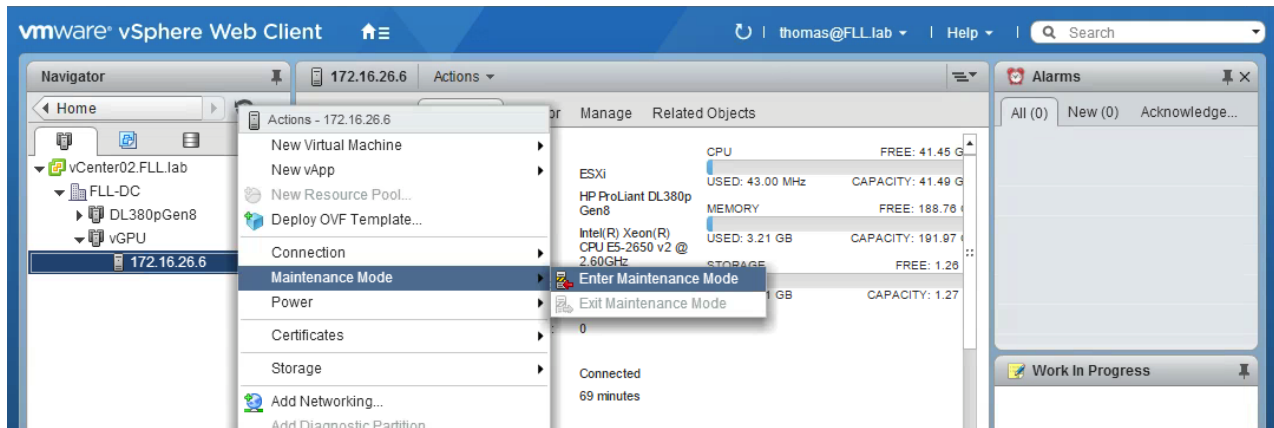 vmware® vSphere Web Client
thomas@FLL.lab
Help
Search
Navigator
Home
vCenter02.FLL.lab
FLL-DC
DL380pGen8
vGPU
172.16.26.6
172.16.26.6
Actions
Manage
Related Objects
Actions - 172.16.26.6
New Virtual Machine
New vApp
New Resource Pool...
Deploy OVF Template...
Connection
Maintenance Mode
Power
Certificates
Storage
Add Networking...
Add Diagnostic Partition
Enter Maintenance Mode
Exit Maintenance Mode
ESXi
HP ProLiant DL380p
Gen8
Intel(R) Xeon(R)
CPU E5-2650 v2 @
2.60GHz
0
Connected
69 minutes
CPU
FREE: 41.45 G
USED: 43.00 MHz
CAPACITY: 41.49 G
MEMORY
FREE: 188.76
USED: 3.21 GB
CAPACITY: 191.97
STORAGE
FREE: 1.26
GB
CAPACITY: 1.27
Alarms
All (0)
New (0)
Acknowledge...
Work In Progress